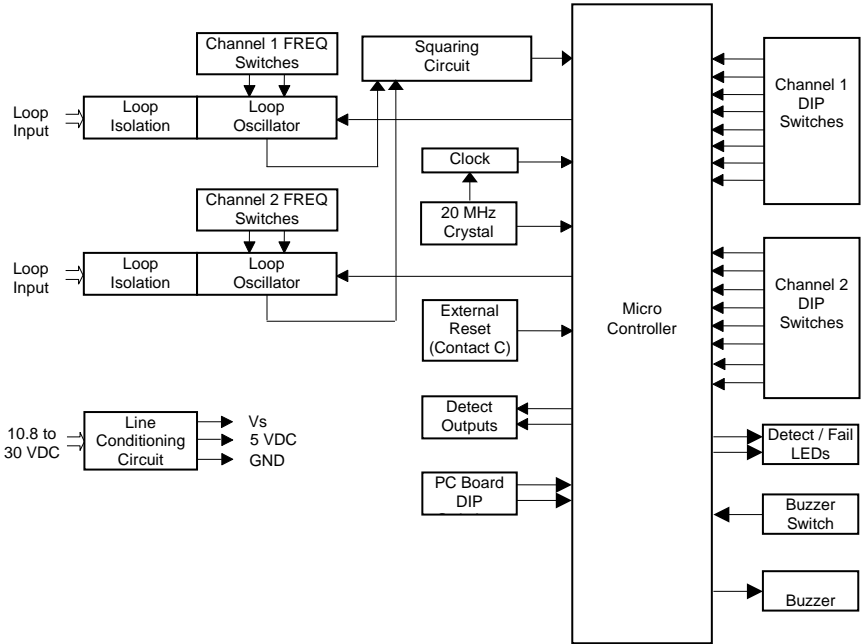 Channel 1 FREQ
Switches
Squaring
Circuit
Loop
Input
Loop
Isolation
Loop
Oscillator
Channel 1
DIP
Switches
Clock
Channel 2 FREQ
Switches
20 MHz
Crystal
Loop
Input
Loop
Isolation
Loop
Oscillator
External
Reset
(Contact C)
Micro
Controller
Channel 2
DIP
Switches
10.8 to
30 VDC
Line
Conditioning
Circuit
Vs
5 VDC
GND
Detect
Outputs
Detect / Fail
LEDs
PC Board
DIP
Buzzer
Switch
Buzzer